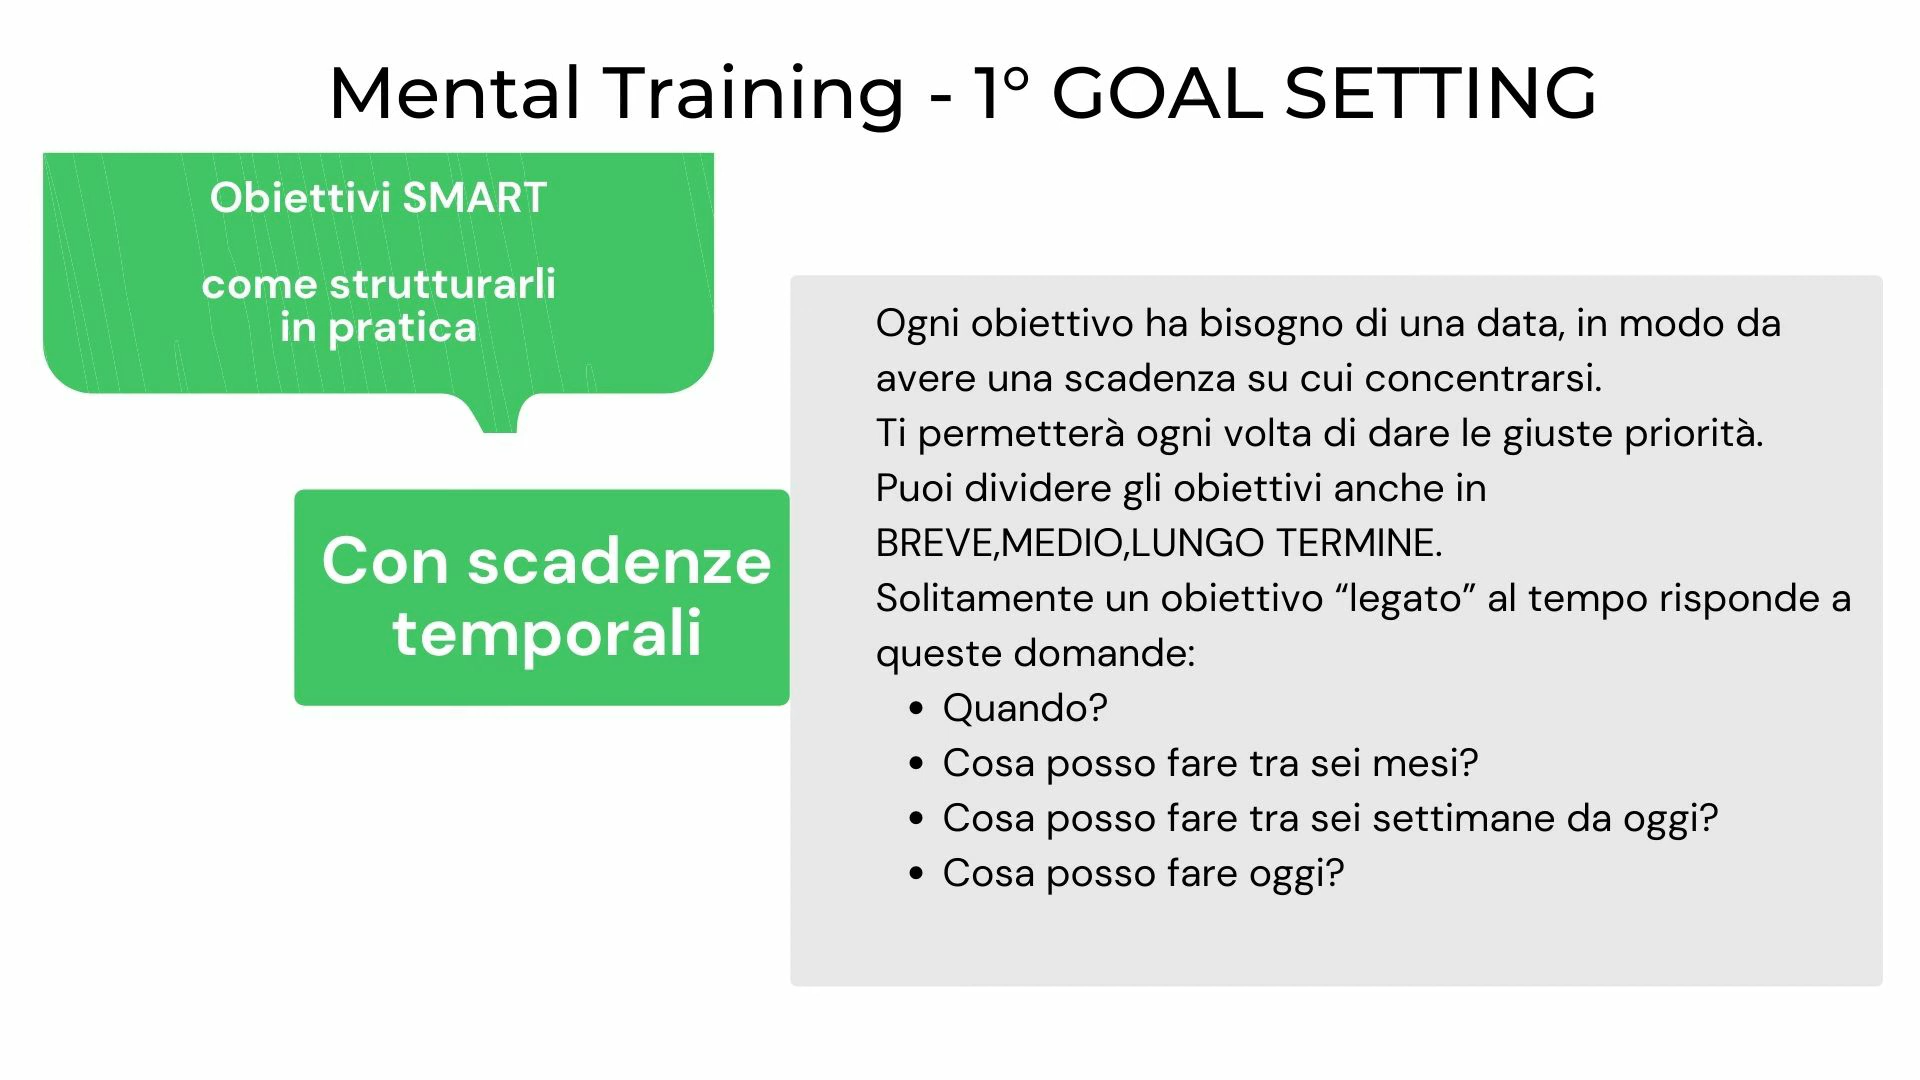 Mental Training - 1° GOAL SETTING
Obiettivi SMART
come strutturarli
in pratica
Con scadenze
temporali
Ogni obiettivo ha bisogno di una data, in modo da
avere una scadenza su cui concentrarsi.
Ti permetterà ogni volta di dare le giuste priorità.
Puoi dividere gli obiettivi anche in
BREVE,MEDIO,LUNGO TERMINE.
Solitamente un obiettivo “legato” al tempo risponde a
queste domande:
• Quando?
• Cosa posso fare tra sei mesi?
• Cosa posso fare tra sei settimane da oggi?
• Cosa posso fare oggi?